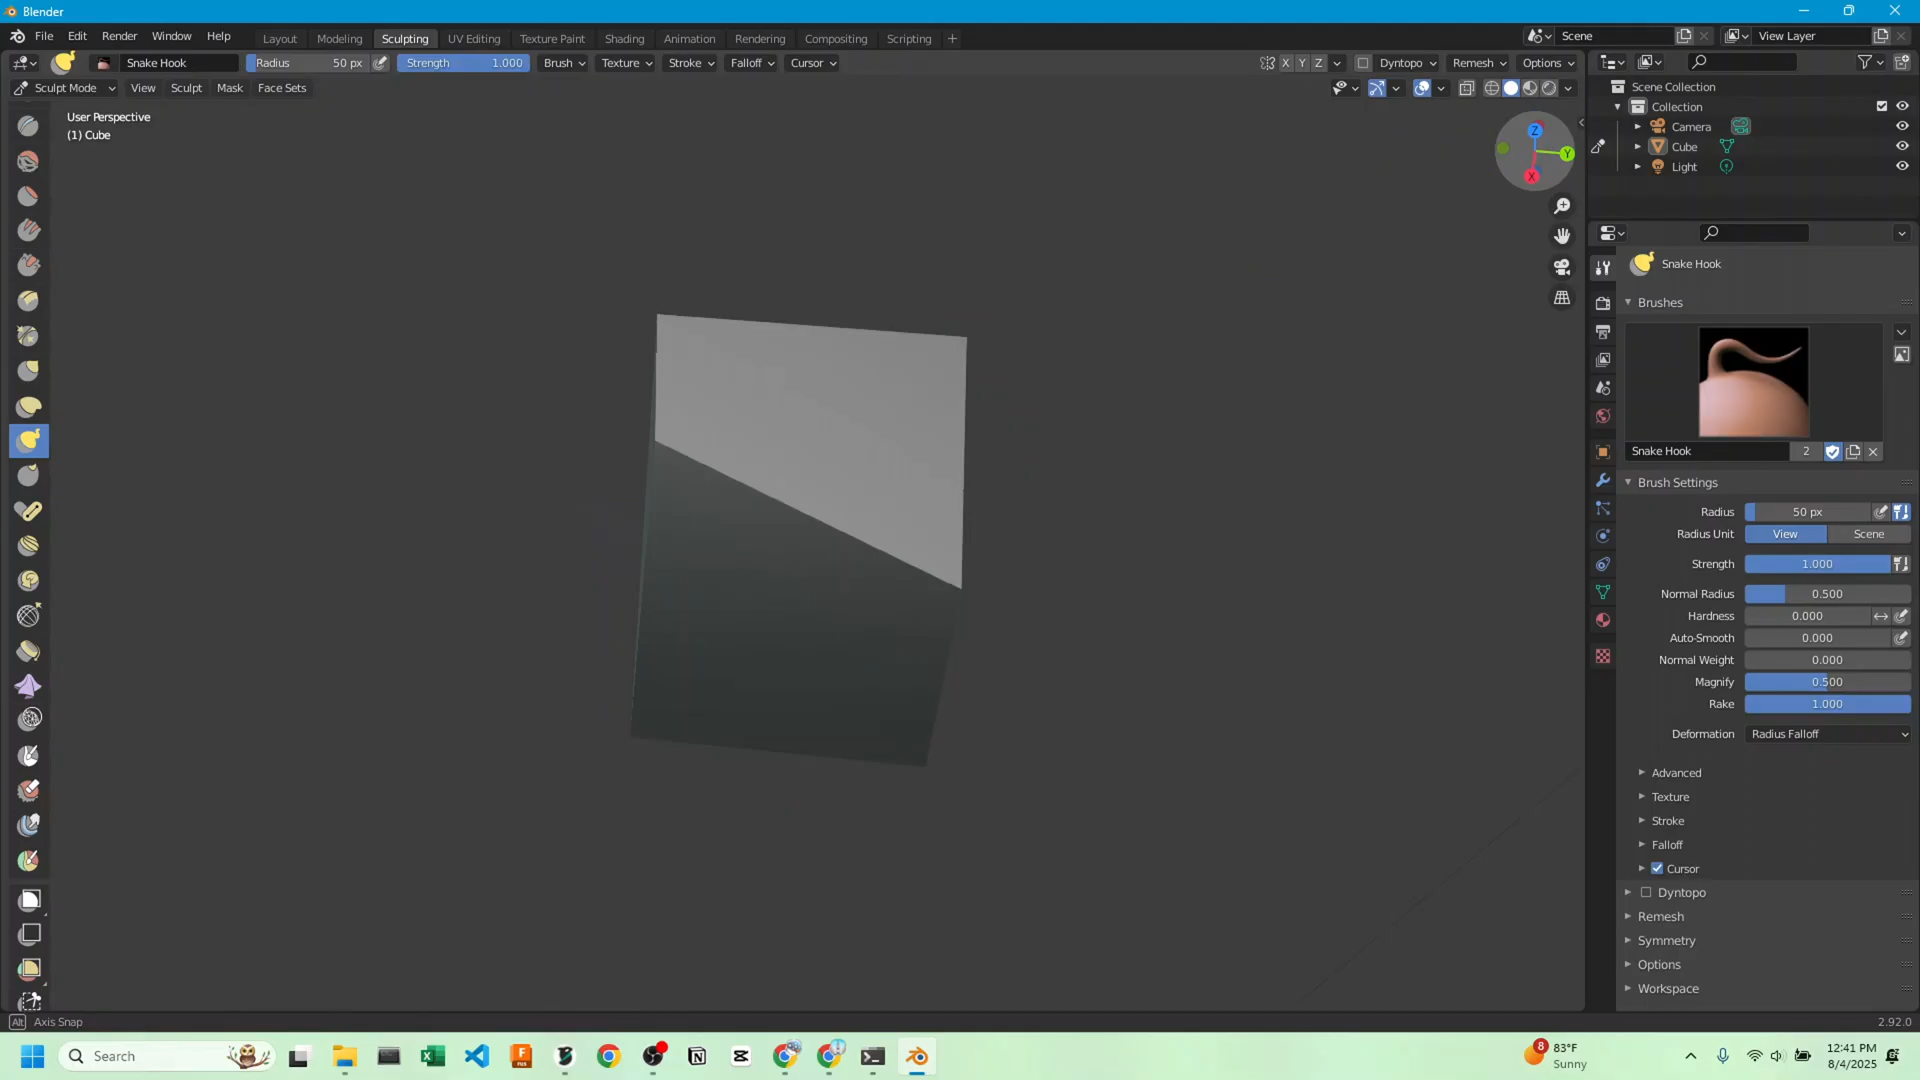 Blender
File Edit Render Window Help Layout Modeling Sculpting UV Editing Texture Paint Shading Animation Rendering Compositing Scripting Scene View Layer
Snake Hook Radius 50 px Strength 1.000 Brush Texture Stroke Falloff Cursor X Y Z Dyntopo Remesh Options
Sculpt Mode View Sculpt Mask Face Sets
User Perspective
(1) Cube
Z
Y
X
Scene Collection
Collection
Camera
Cube
Light
Snake Hook
Brushes
Snake Hook 2
Brush Settings
Radius 50 px
Radius Unit View Scene
Strength 1.000
Normal Radius 0.500
Hardness 0.000
Auto-Smooth 0.000
Normal Weight 0.000
Magnify 0.500
Rake 1.000
Deformation Radius Falloff
Advanced
Texture
Stroke
Falloff
Cursor
Dyntopo
Remesh
Symmetry
Options
Workspace
Alt Axis Snap 2.92.0
Search
8 83°F
Sunny
12:41 PM
8/4/2025